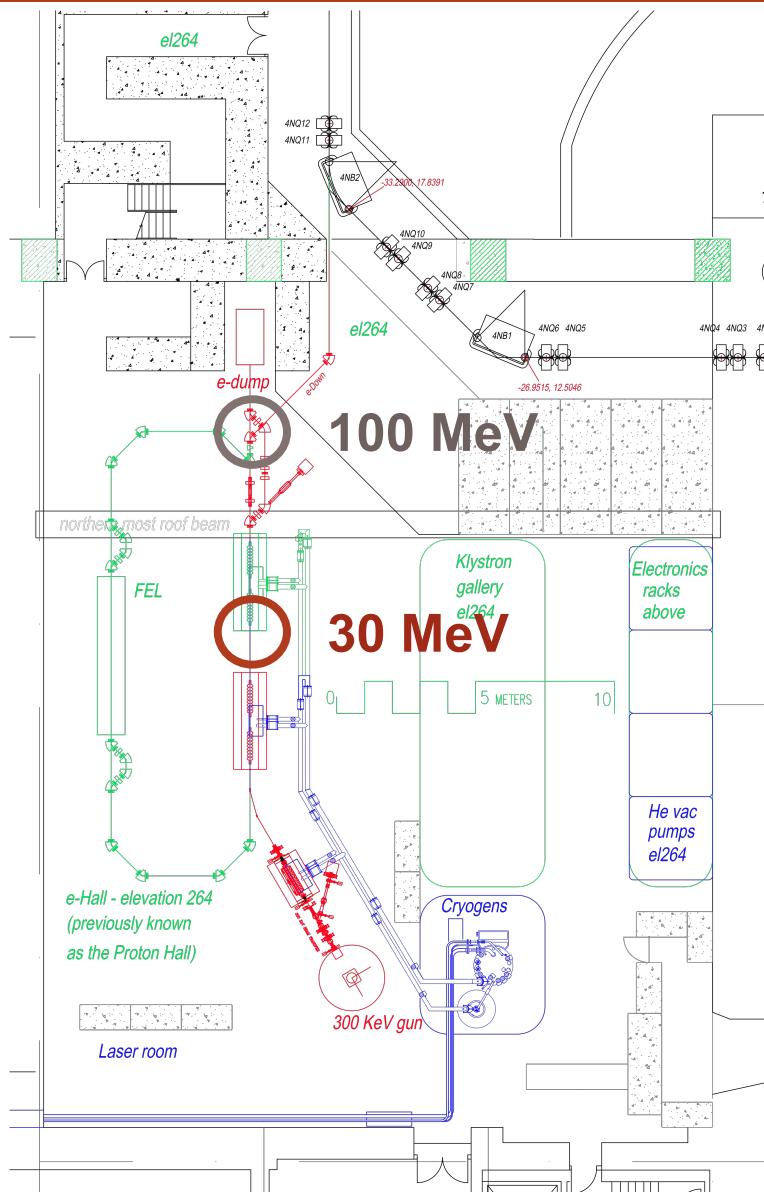 el264
4NQ12
4NQ11
4NB2
-33.2900, 17.8391
4NQ10
4NQ9
4NQ8
4NQ7
el264
4NB1
4NQ6
4NQ5
4NQ4
4NQ3
-26.9515, 12.5046
e-dump
e-Down
100 MeV
northern most roof beam
FEL
Klystron
gallery
el264
Electronics
racks
above
30 MeV
0
5 METERS
10
He vac
pumps
el264
e-Hall - elevation 264
(previously known
as the Proton Hall)
Cryogens
300 KeV gun
Laser room